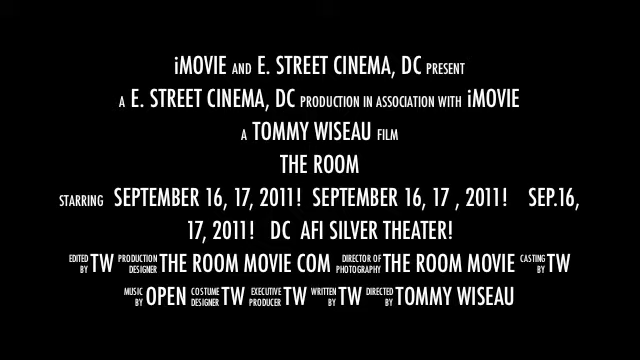 iMOVIE AND E. STREET CINEMA, DC PRESENT
A E. STREET CINEMA, DC PRODUCTION IN ASSOCIATION WITH iMOVIE
A TOMMY WISEAU FILM
THE ROOM
STARRING SEPTEMBER 16, 17, 2011! SEPTEMBER 16, 17 , 2011! SEP.16,
17, 2011! DC AFI SILVER THEATER!
EDITED BY TW PRODUCTION DESIGNER THE ROOM MOVIE COM DIRECTOR OF PHOTOGRAPHY THE ROOM MOVIE CASTING BY TW
MUSIC BY OPEN COSTUME DESIGNER TW EXECUTIVE PRODUCER TW WRITTEN BY TW DIRECTED BY TOMMY WISEAU